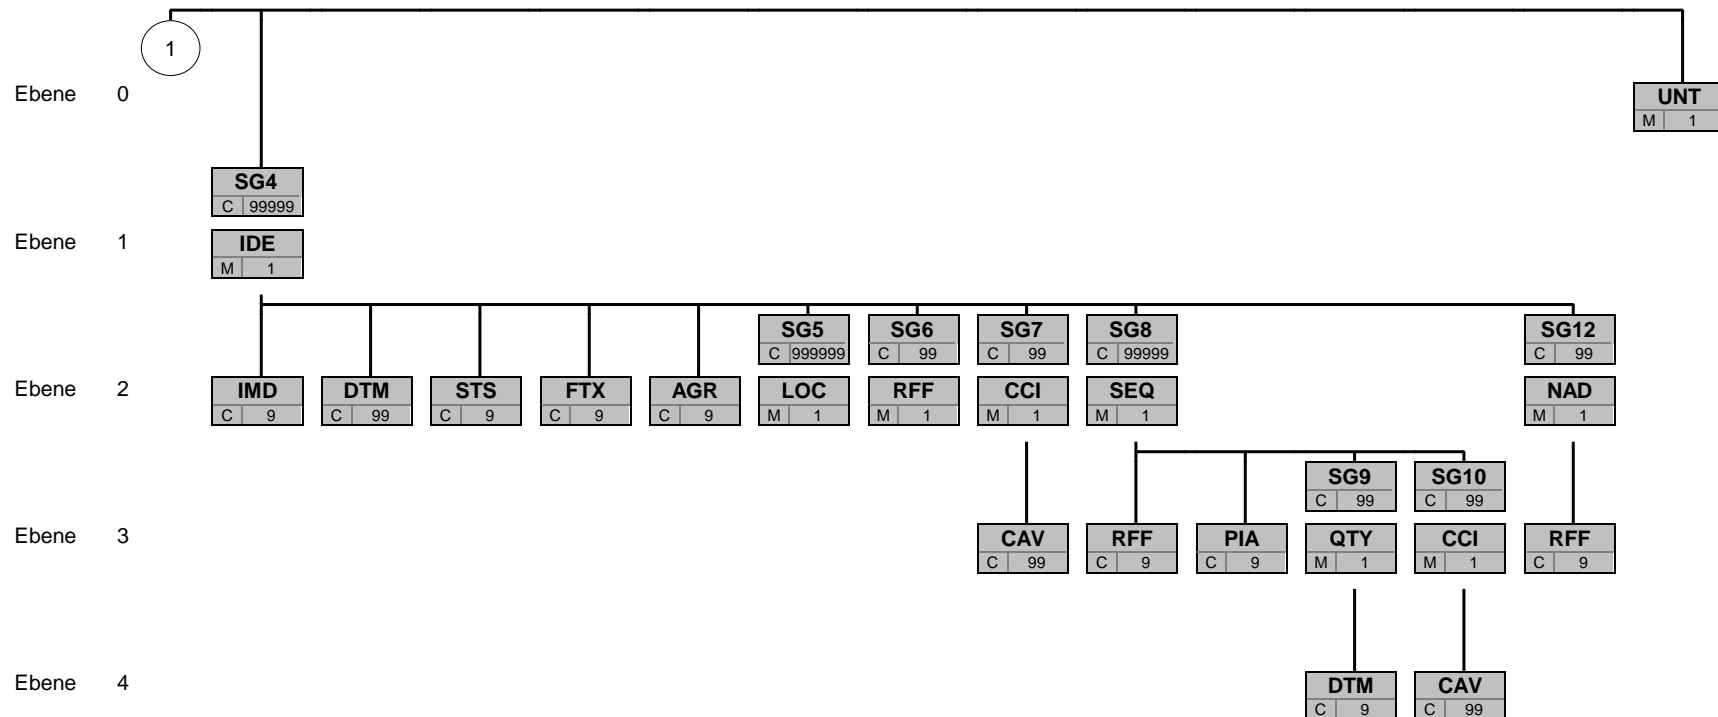 1
Ebene 0
UNT
M 1
SG4
C 99999
Ebene 1
IDE
M 1
SG5 SG6 SG7 SG8 SG12
C 999999 C 99 C 99 C 99999 C 99
Ebene 2
IMD DTM STS FTX AGR LOC RFF CCI SEQ NAD
C 9 C 99 C 9 C 9 C 9 M 1 M 1 M 1 M 1 M 1
SG9 SG10
C 99 C 99
Ebene 3
CAV RFF PIA QTY CCI RFF
C 99 C 9 C 9 M 1 M 1 C 9
Ebene 4
DTM CAV
C 9 C 99